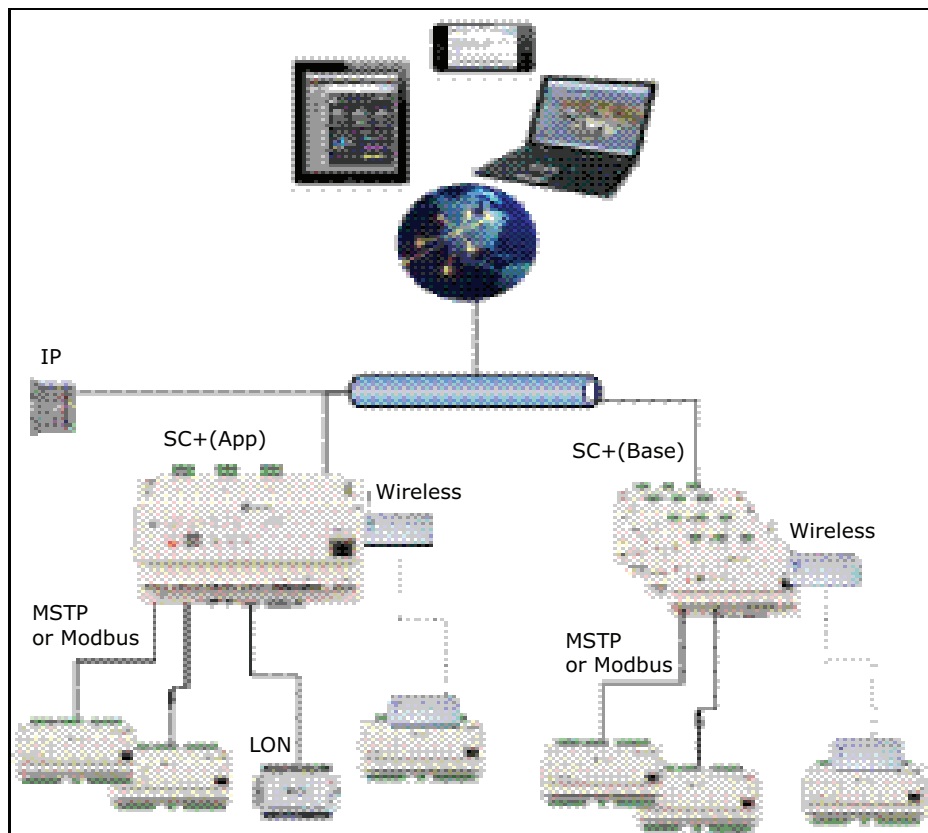 IP
SC+(App)
SC+(Base)
Wireless
Wireless
MSTP
or Modbus
MSTP
or Modbus
LON